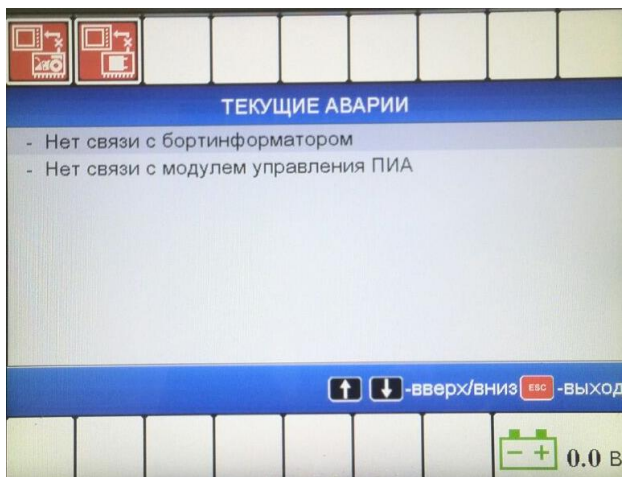 ТЕКУЩИЕ АВАРИИ
- Нет связи с бортинформатором
- Нет связи с модулем управления ПИА
-вверх/вниз ESC -выход
- + 0.0 В